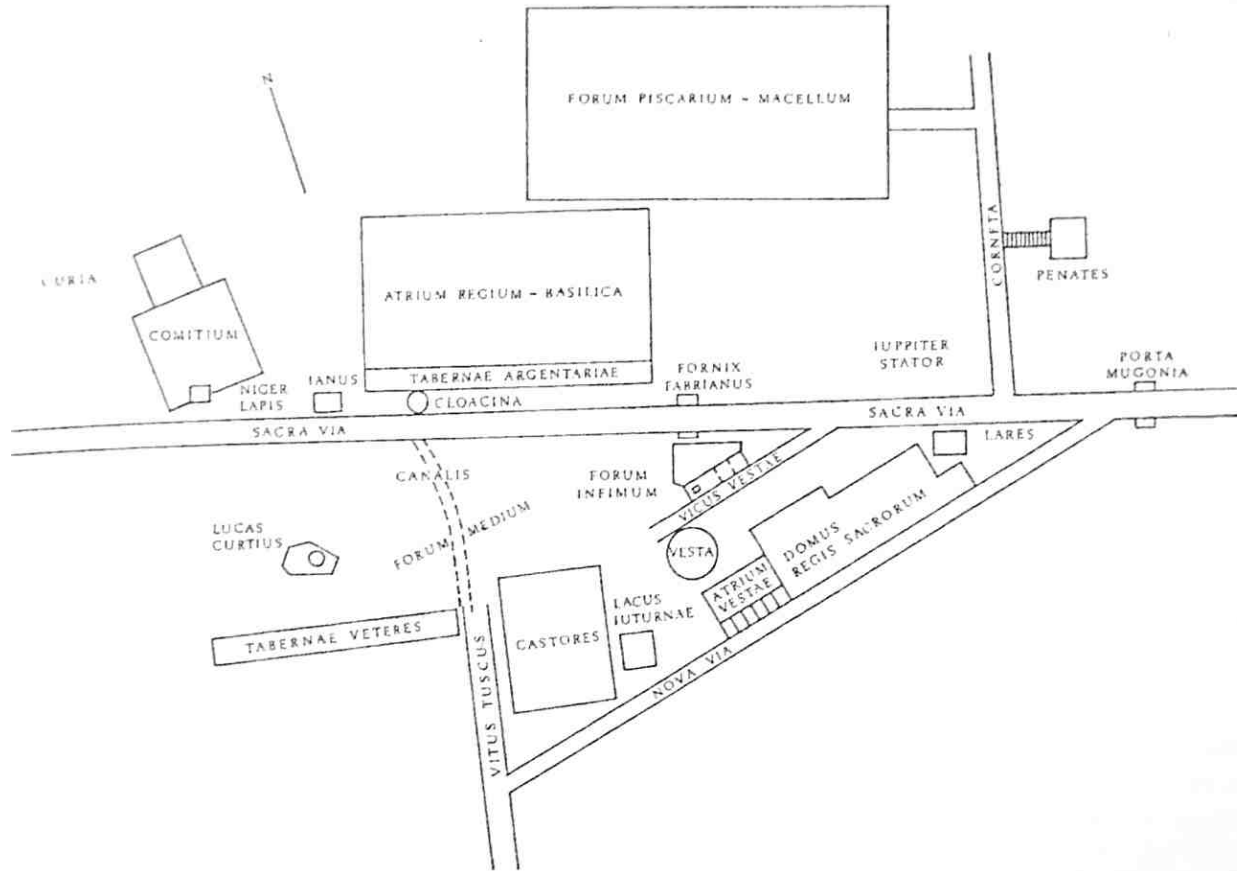 FORUM PISCARIUM - MACELLUM
N
CORNETA
PENATES
CURIA
ATRIUM REGIUM - BASILICA
COMITIUM
IUPPITER
STATOR
PORTA
MUGONIA
TABERNAE ARGENTARIAE
FORNIX
FABRIANUS
NIGER
LAPIS
IANUS
CLOACINA
SACRA VIA
SACRA VIA
LARES
CANALIS
FORUM
INFIMUM
VICUS VESTAE
LUCAS
CURTIUS
FORUM MEDIUM
VESTA
DOMUS
REGIS SACRORUM
ATRIUM
VESTAE
LACUS
IUTURNAE
TABERNAE VETERES
CASTORES
VITUS TUSCUS
NOVA VIA